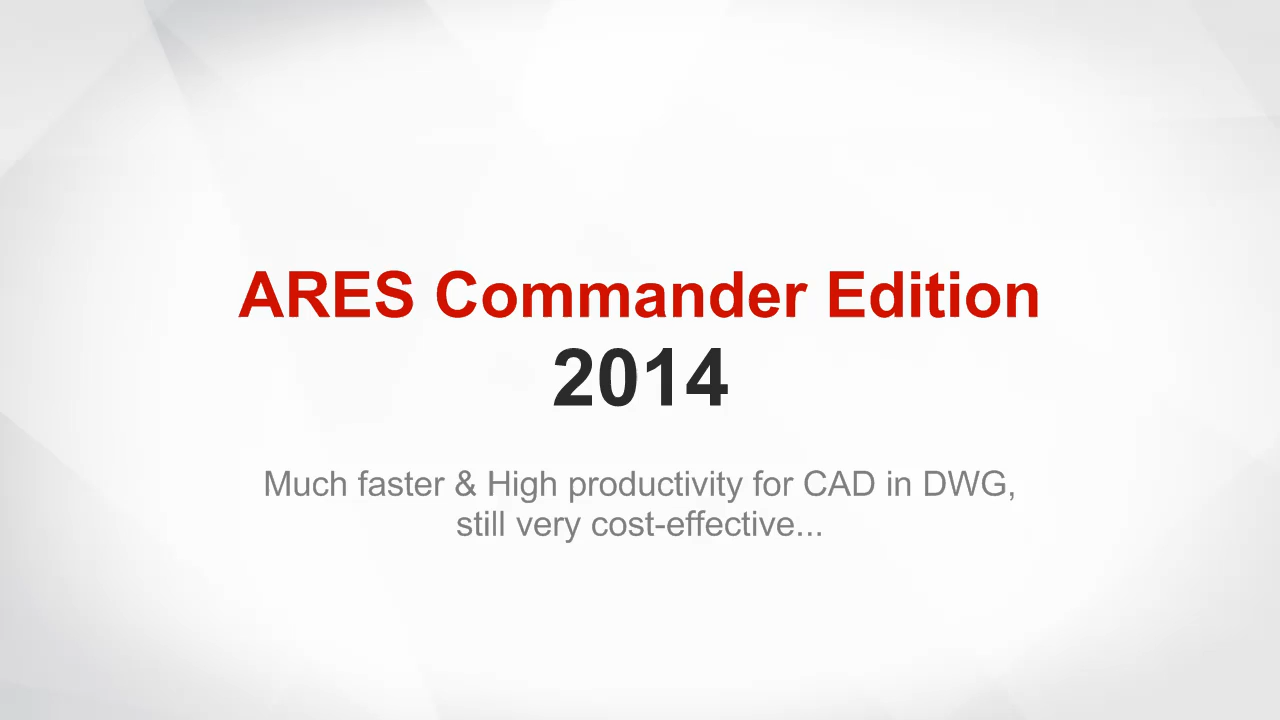 ARES Commander Edition
2014
Much faster & High productivity for CAD in DWG,
still very cost-effective...